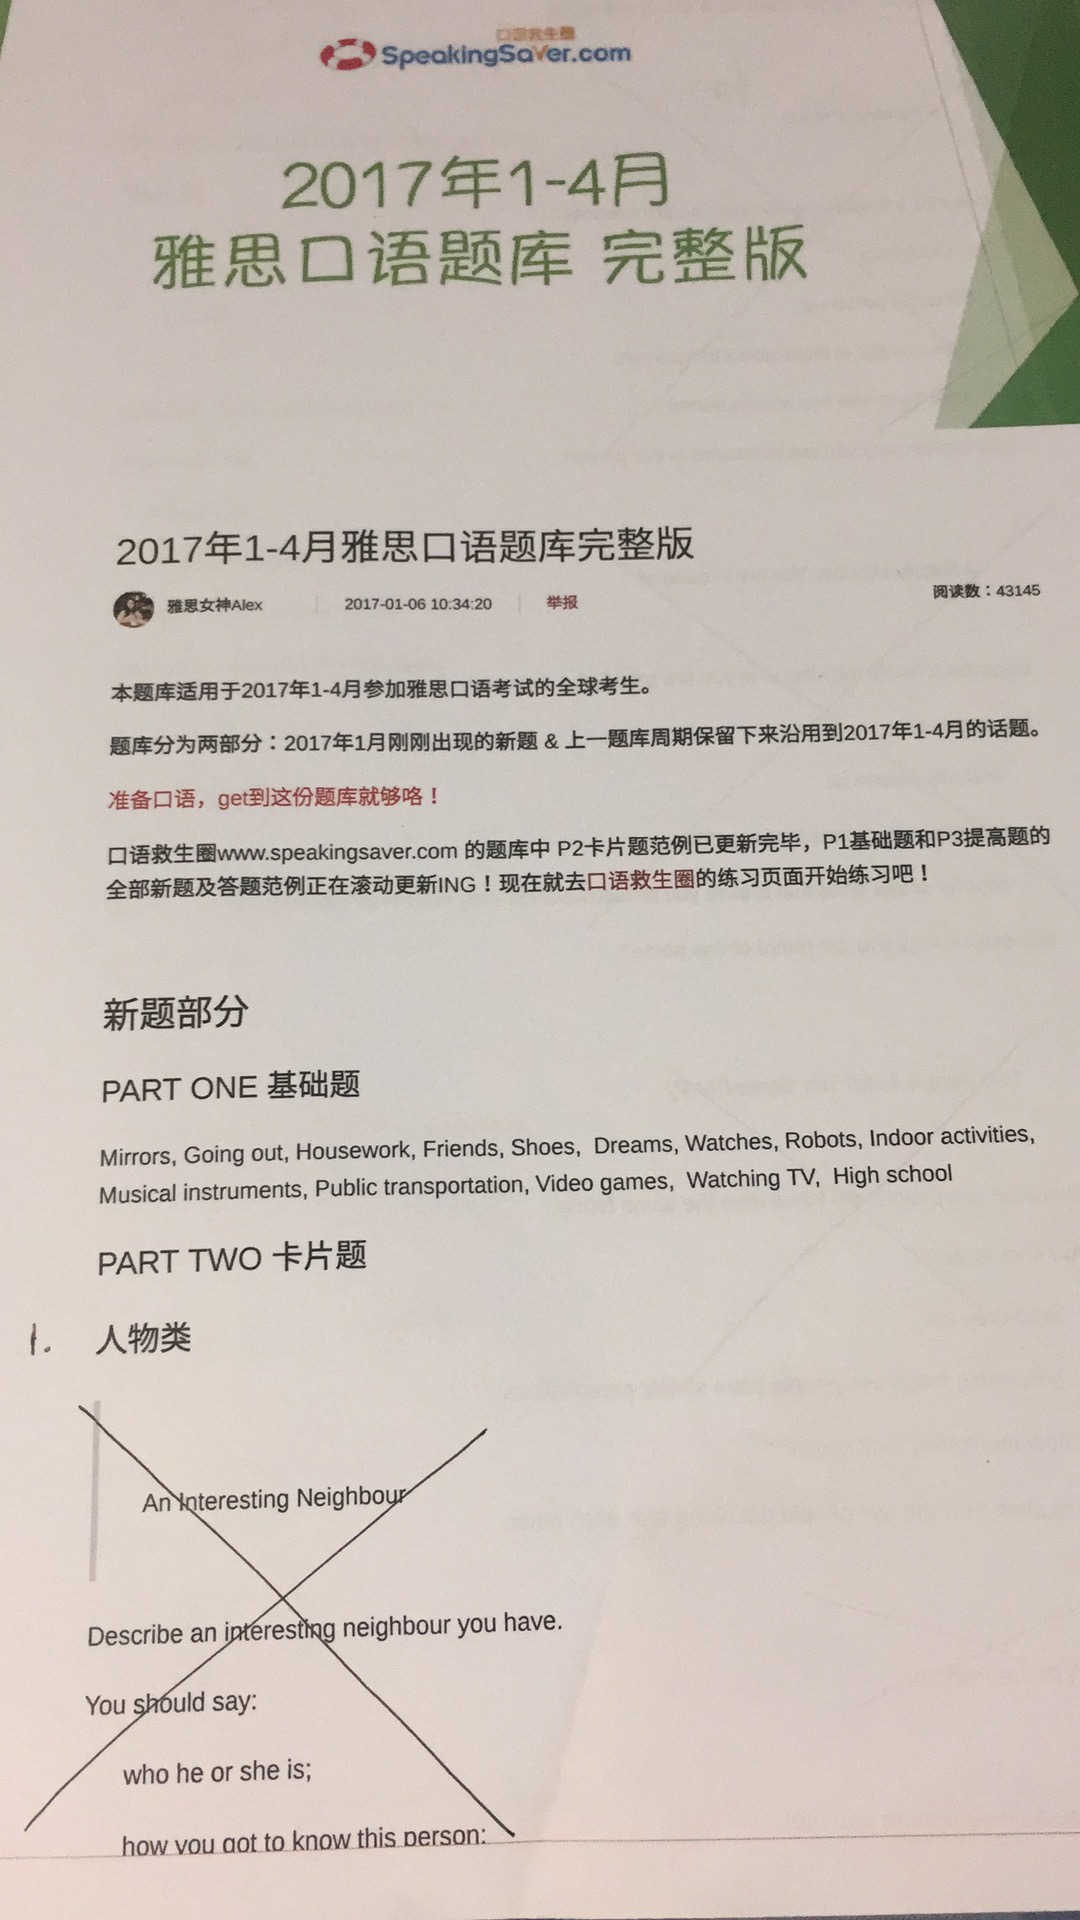 口语救生圈
SpeakingSaver.com
2017年1-4月
雅思口语题库 完整版
2017年1-4月雅思口语题库完整版
雅思女神Alex 2017-01-06 10:34:20 举报 阅读数：43145
本题库适用于2017年1-4月参加雅思口语考试的全球考生。
题库分为两部分：2017年1月刚刚出现的新题 & 上一题库周期保留下来沿用到2017年1-4月的话题。
准备口语，get到这份题库就够咯！
口语救生圈www.speakingsaver.com 的题库中 P2卡片题范例已更新完毕，P1基础题和P3提高题的
全部新题及答题范例正在滚动更新ING！现在就去口语救生圈的练习页面开始练习吧！
新题部分
PART ONE 基础题
Mirrors, Going out, Housework, Friends, Shoes, Dreams, Watches, Robots, Indoor activities,
Musical instruments, Public transportation, Video games, Watching TV, High school
PART TWO 卡片题
1. 人物类
An Interesting Neighbour
Describe an interesting neighbour you have.
You should say:
who he or she is;
how you got to know this person;